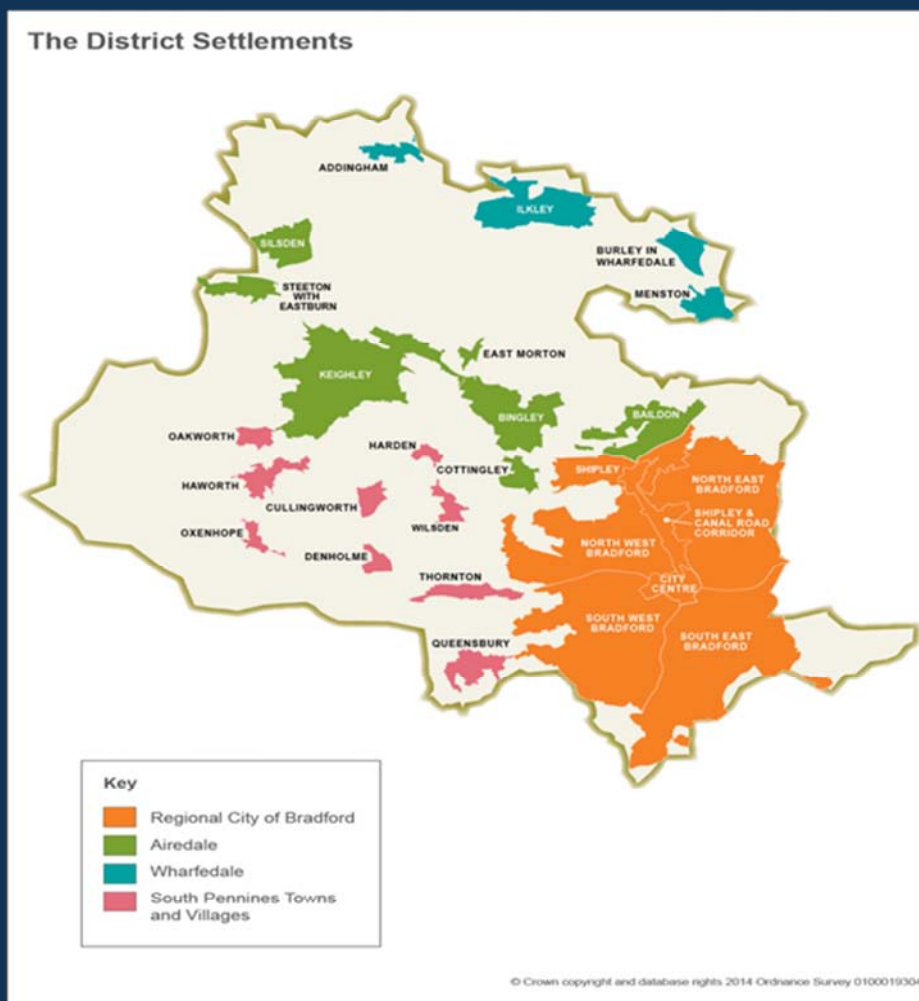 The District Settlements
ADDINGHAM
ILKLEY
SILSDEN
BURLEY IN
WHARFEDALE
STEETON
WITH
EASTBURN
MENSTON
EAST MORTON
KEIGHLEY
BINGLEY
BAILDON
OAKWORTH
HARDEN
COTTINGLEY
SHIPLEY
HAWORTH
NORTH EAST
BRADFORD
CULLINGWORTH
WILSDEN
SHIPLEY &
CANAL ROAD
CORRIDOR
OXENHOPE
NORTH WEST
BRADFORD
DENHOLME
THORNTON
CITY
CENTRE
SOUTH WEST
BRADFORD
SOUTH EAST
BRADFORD
QUEENSBURY
Key
Regional City of Bradford
Airedale
Wharfedale
South Pennines Towns
and Villages
© Crown copyright and database rights 2014 Ordnance Survey 0100019304